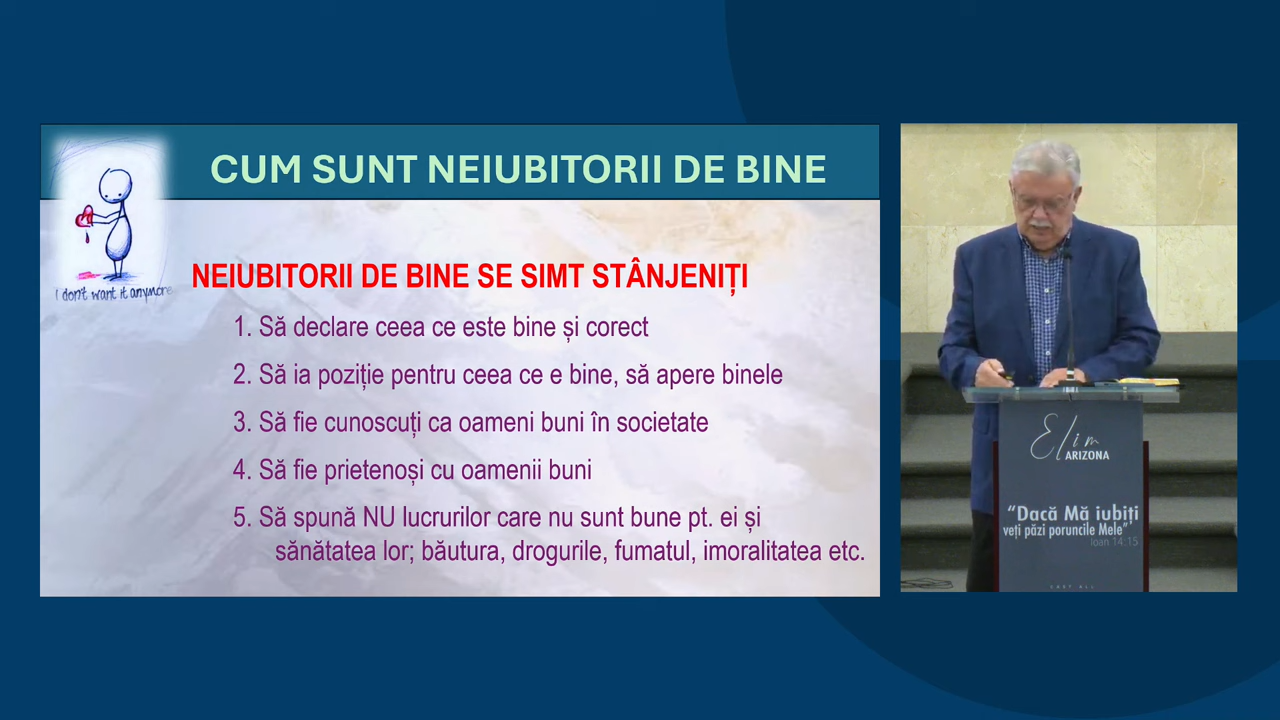 CUM SUNT NEIUBITORII DE BINE
I don't want it anymore
NEIUBITORII DE BINE SE SIMT STÂNJENIȚI
1. Să declare ceea ce este bine și corect
2. Să ia poziție pentru ceea ce e bine, să apere binele
3. Să fie cunoscuți ca oameni buni în societate
4. Să fie prietenoși cu oamenii buni
5. Să spună NU lucrurilor care nu sunt bune pt. ei și
sănătatea lor; băutura, drogurile, fumatul, imoralitatea etc.
Elim
ARIZONA
“Dacă Mă iubiți
veți păzi poruncile Mele”
Ioan 14:15